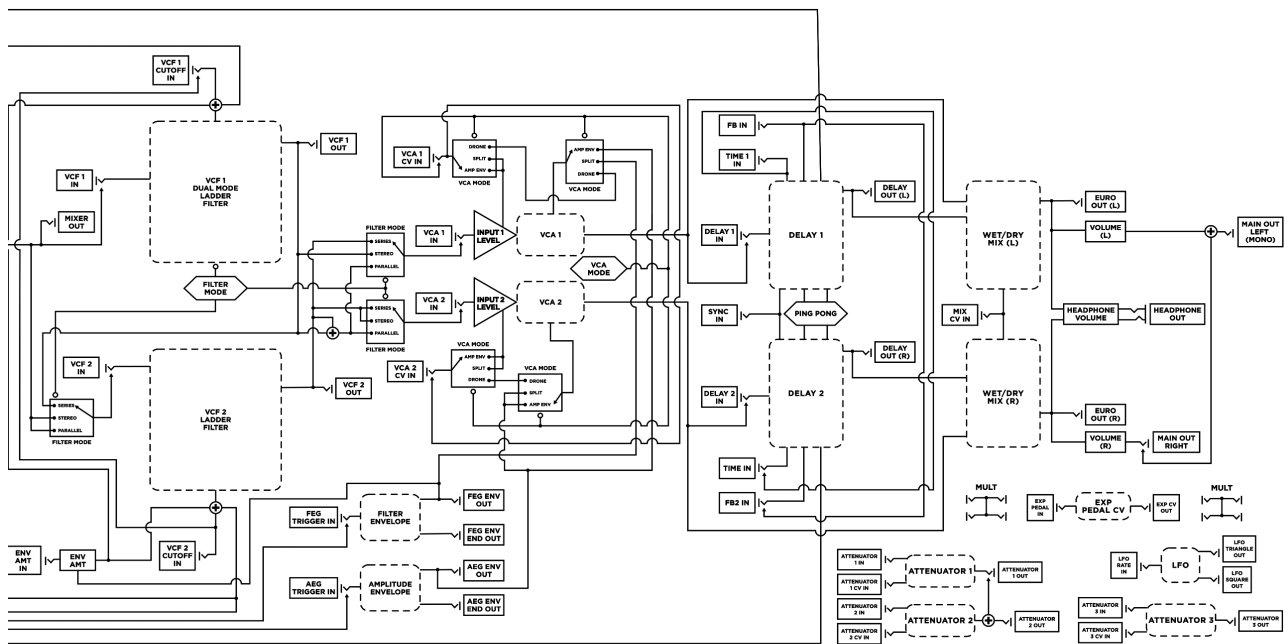 VCF 1
CUTOFF
IN
VCF 1
IN
MIXER
OUT
VCF 1
DUAL MODE
LADDER
FILTER
VCF 1
OUT
FILTER
MODE
VCF 2
IN
SERIES
STEREO
PARALLEL
FILTER MODE
VCF 2
LADDER
FILTER
VCF 2
OUT
VCF 2
CUTOFF
IN
ENV
AMT
IN
ENV
AMT
FILTER MODE
SERIES
STEREO
PARALLEL
SERIES
STEREO
PARALLEL
FILTER MODE
VCA 1
CV IN
DRONE
SPLIT
AMP ENV
VCA MODE
AMP ENV
SPLIT
DRONE
VCA MODE
VCA 1
IN
INPUT 1
LEVEL
VCA 1
VCA
MODE
VCA 2
IN
INPUT 2
LEVEL
VCA 2
VCA 2
CV IN
VCA MODE
AMP ENV
SPLIT
DRONE
VCA MODE
DRONE
SPLIT
AMP ENV
FEG
TRIGGER IN
FILTER
ENVELOPE
FEG ENV
OUT
FEG ENV
END OUT
AEG
TRIGGER IN
AMPLITUDE
ENVELOPE
AEG ENV
OUT
AEG ENV
END OUT
FB IN
TIME 1
IN
DELAY 1
IN
DELAY 1
DELAY
OUT (L)
SYNC
IN
PING PONG
DELAY 2
IN
DELAY 2
DELAY
OUT (R)
TIME IN
FB2 IN
WET/DRY
MIX (L)
MIX
CV IN
WET/DRY
MIX (R)
EURO
OUT (L)
VOLUME
(L)
MAIN OUT
LEFT
(MONO)
HEADPHONE
VOLUME
HEADPHONE
OUT
EURO
OUT (R)
VOLUME
(R)
MAIN OUT
RIGHT
MULT
EXP
PEDAL
IN
EXP
PEDAL CV
EXP CV
OUT
MULT
ATTENUATOR
1 IN
ATTENUATOR
1 CV IN
ATTENUATOR 1
ATTENUATOR
1 OUT
ATTENUATOR
2 IN
ATTENUATOR
2 CV IN
ATTENUATOR 2
ATTENUATOR
2 OUT
LFO
RATE
IN
LFO
LFO
TRIANGLE
OUT
LFO
SQUARE
OUT
ATTENUATOR
3 IN
ATTENUATOR
3 CV IN
ATTENUATOR 3
ATTENUATOR
3 OUT